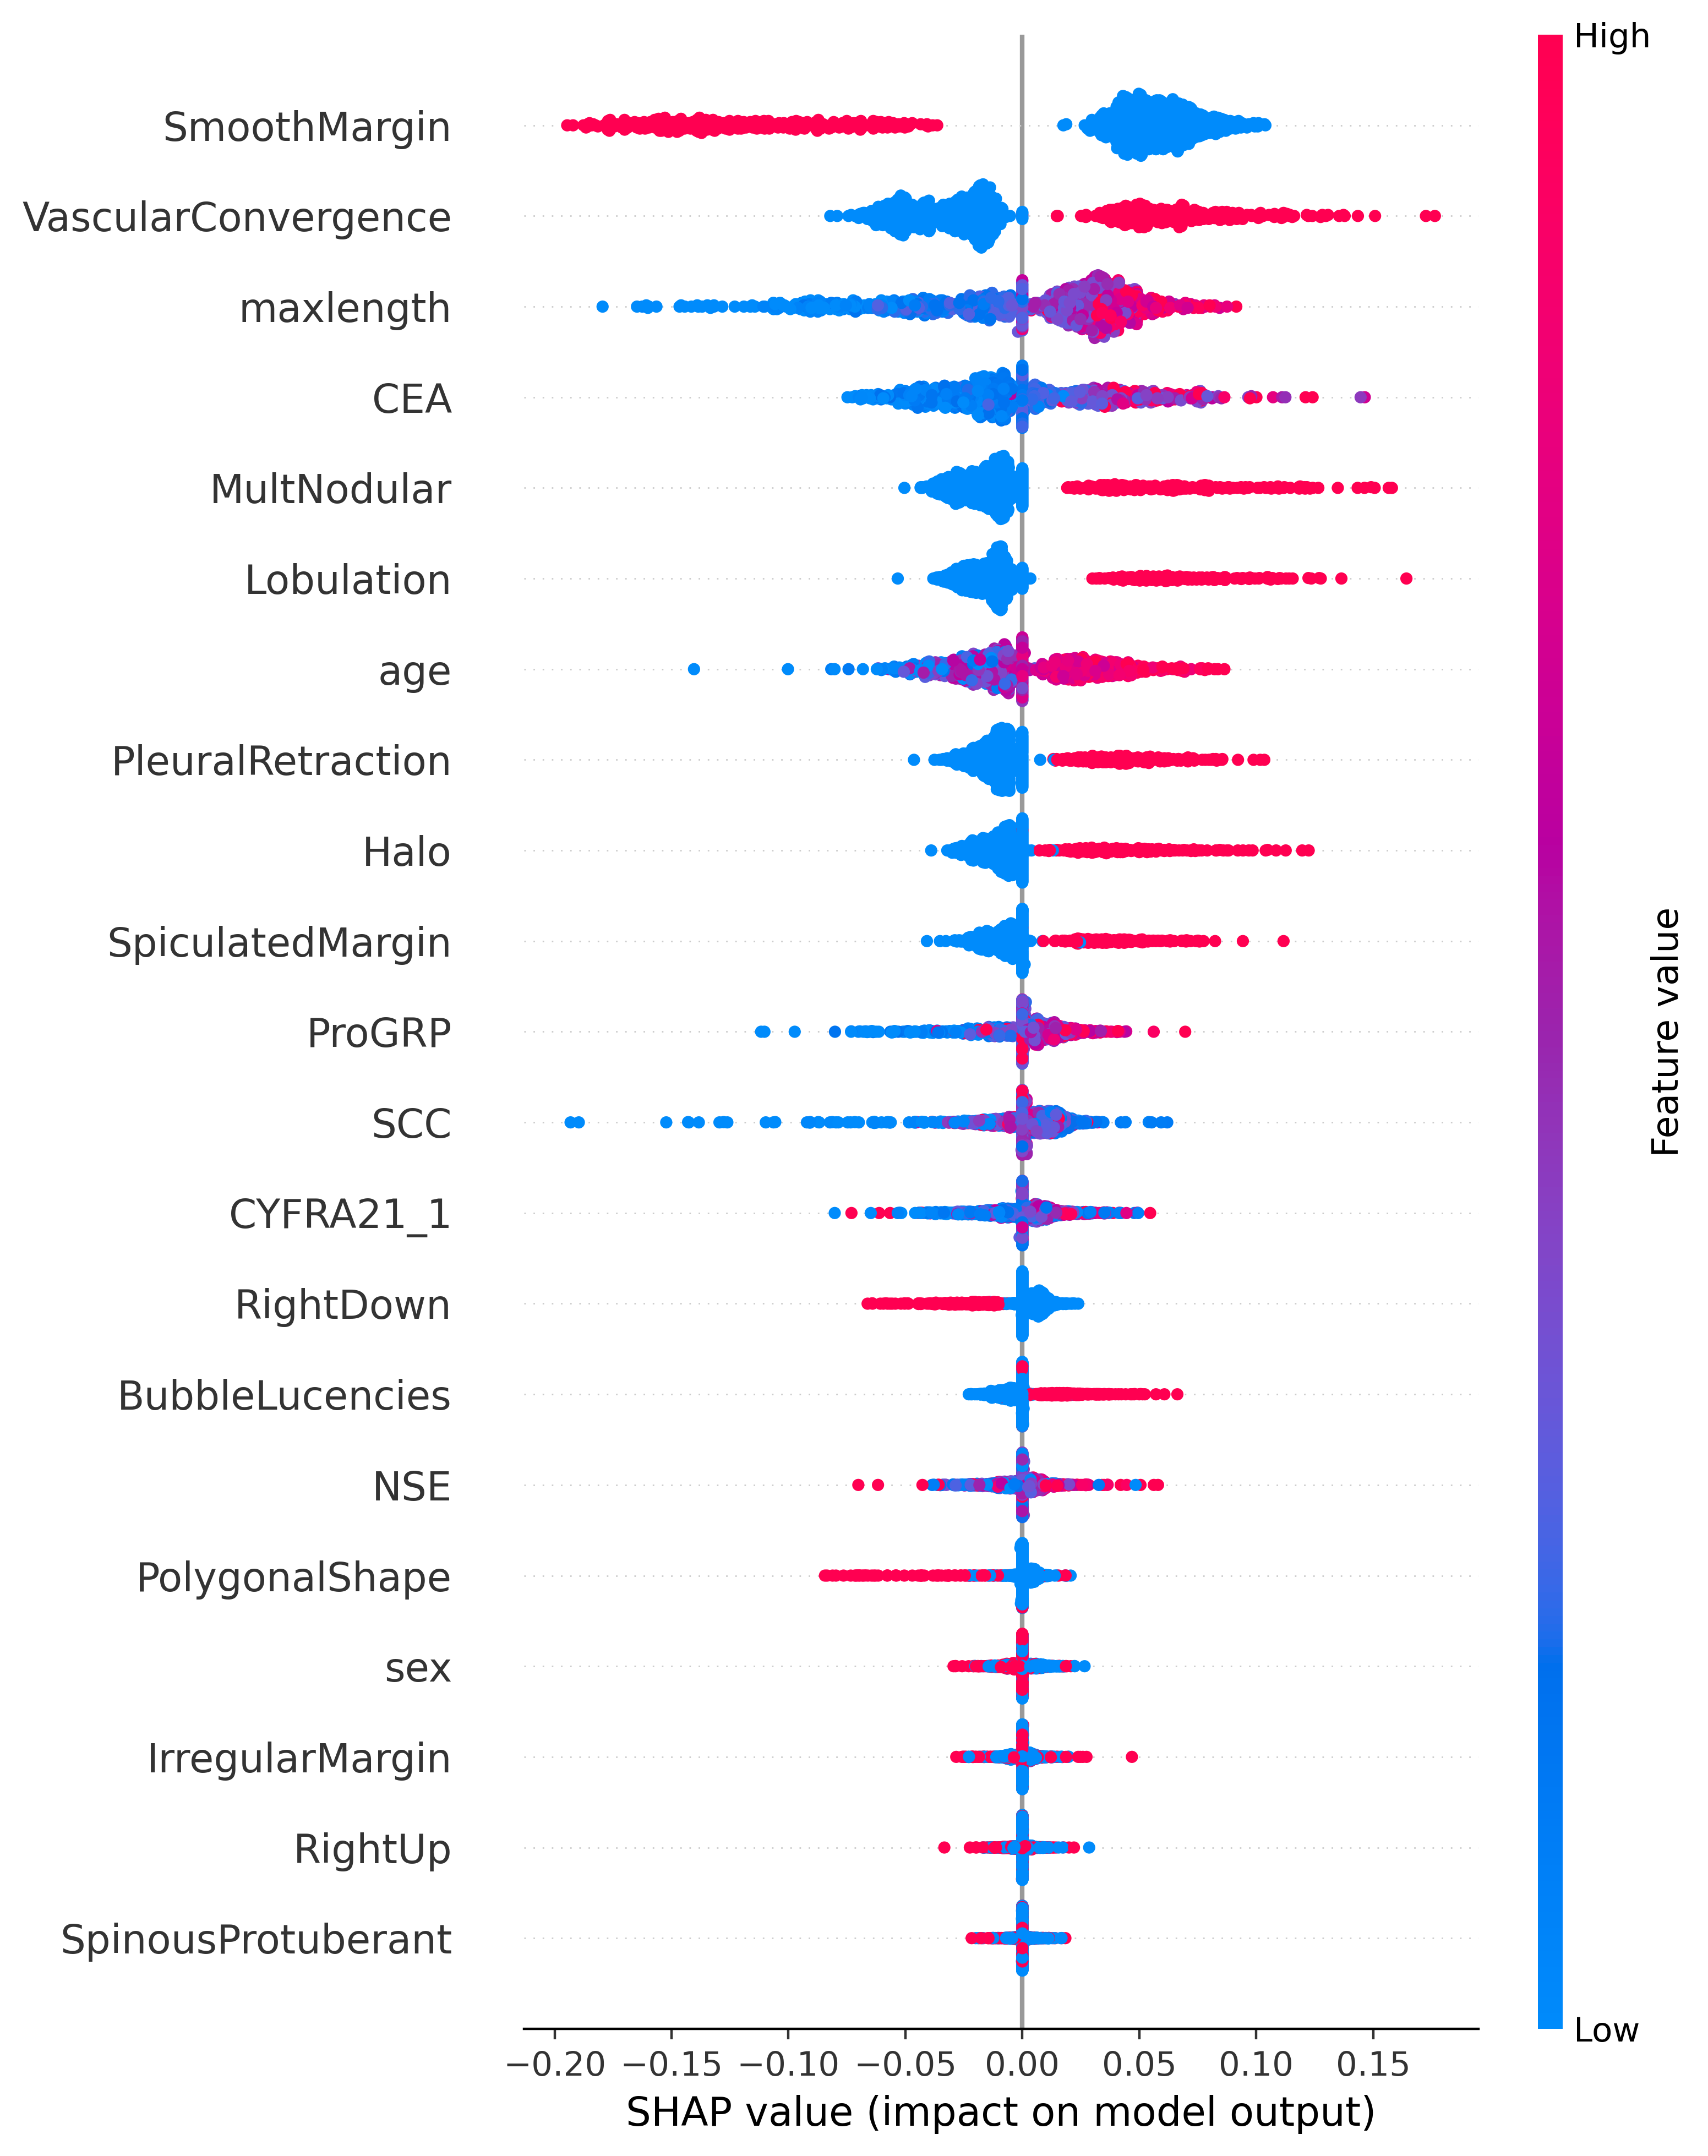 High
SmoothMargin
VascularConvergence
maxlength
CEA
MultNodular
Lobulation
age
PleuralRetraction
Halo
SpiculatedMargin
ProGRP
SCC
CYFRA21_1
RightDown
BubbleLucencies
NSE
PolygonalShape
sex
IrregularMargin
RightUp
SpinousProtuberant
Feature value
Low
−0.20 −0.15 −0.10 −0.05 0.00 0.05 0.10 0.15
SHAP value (impact on model output)